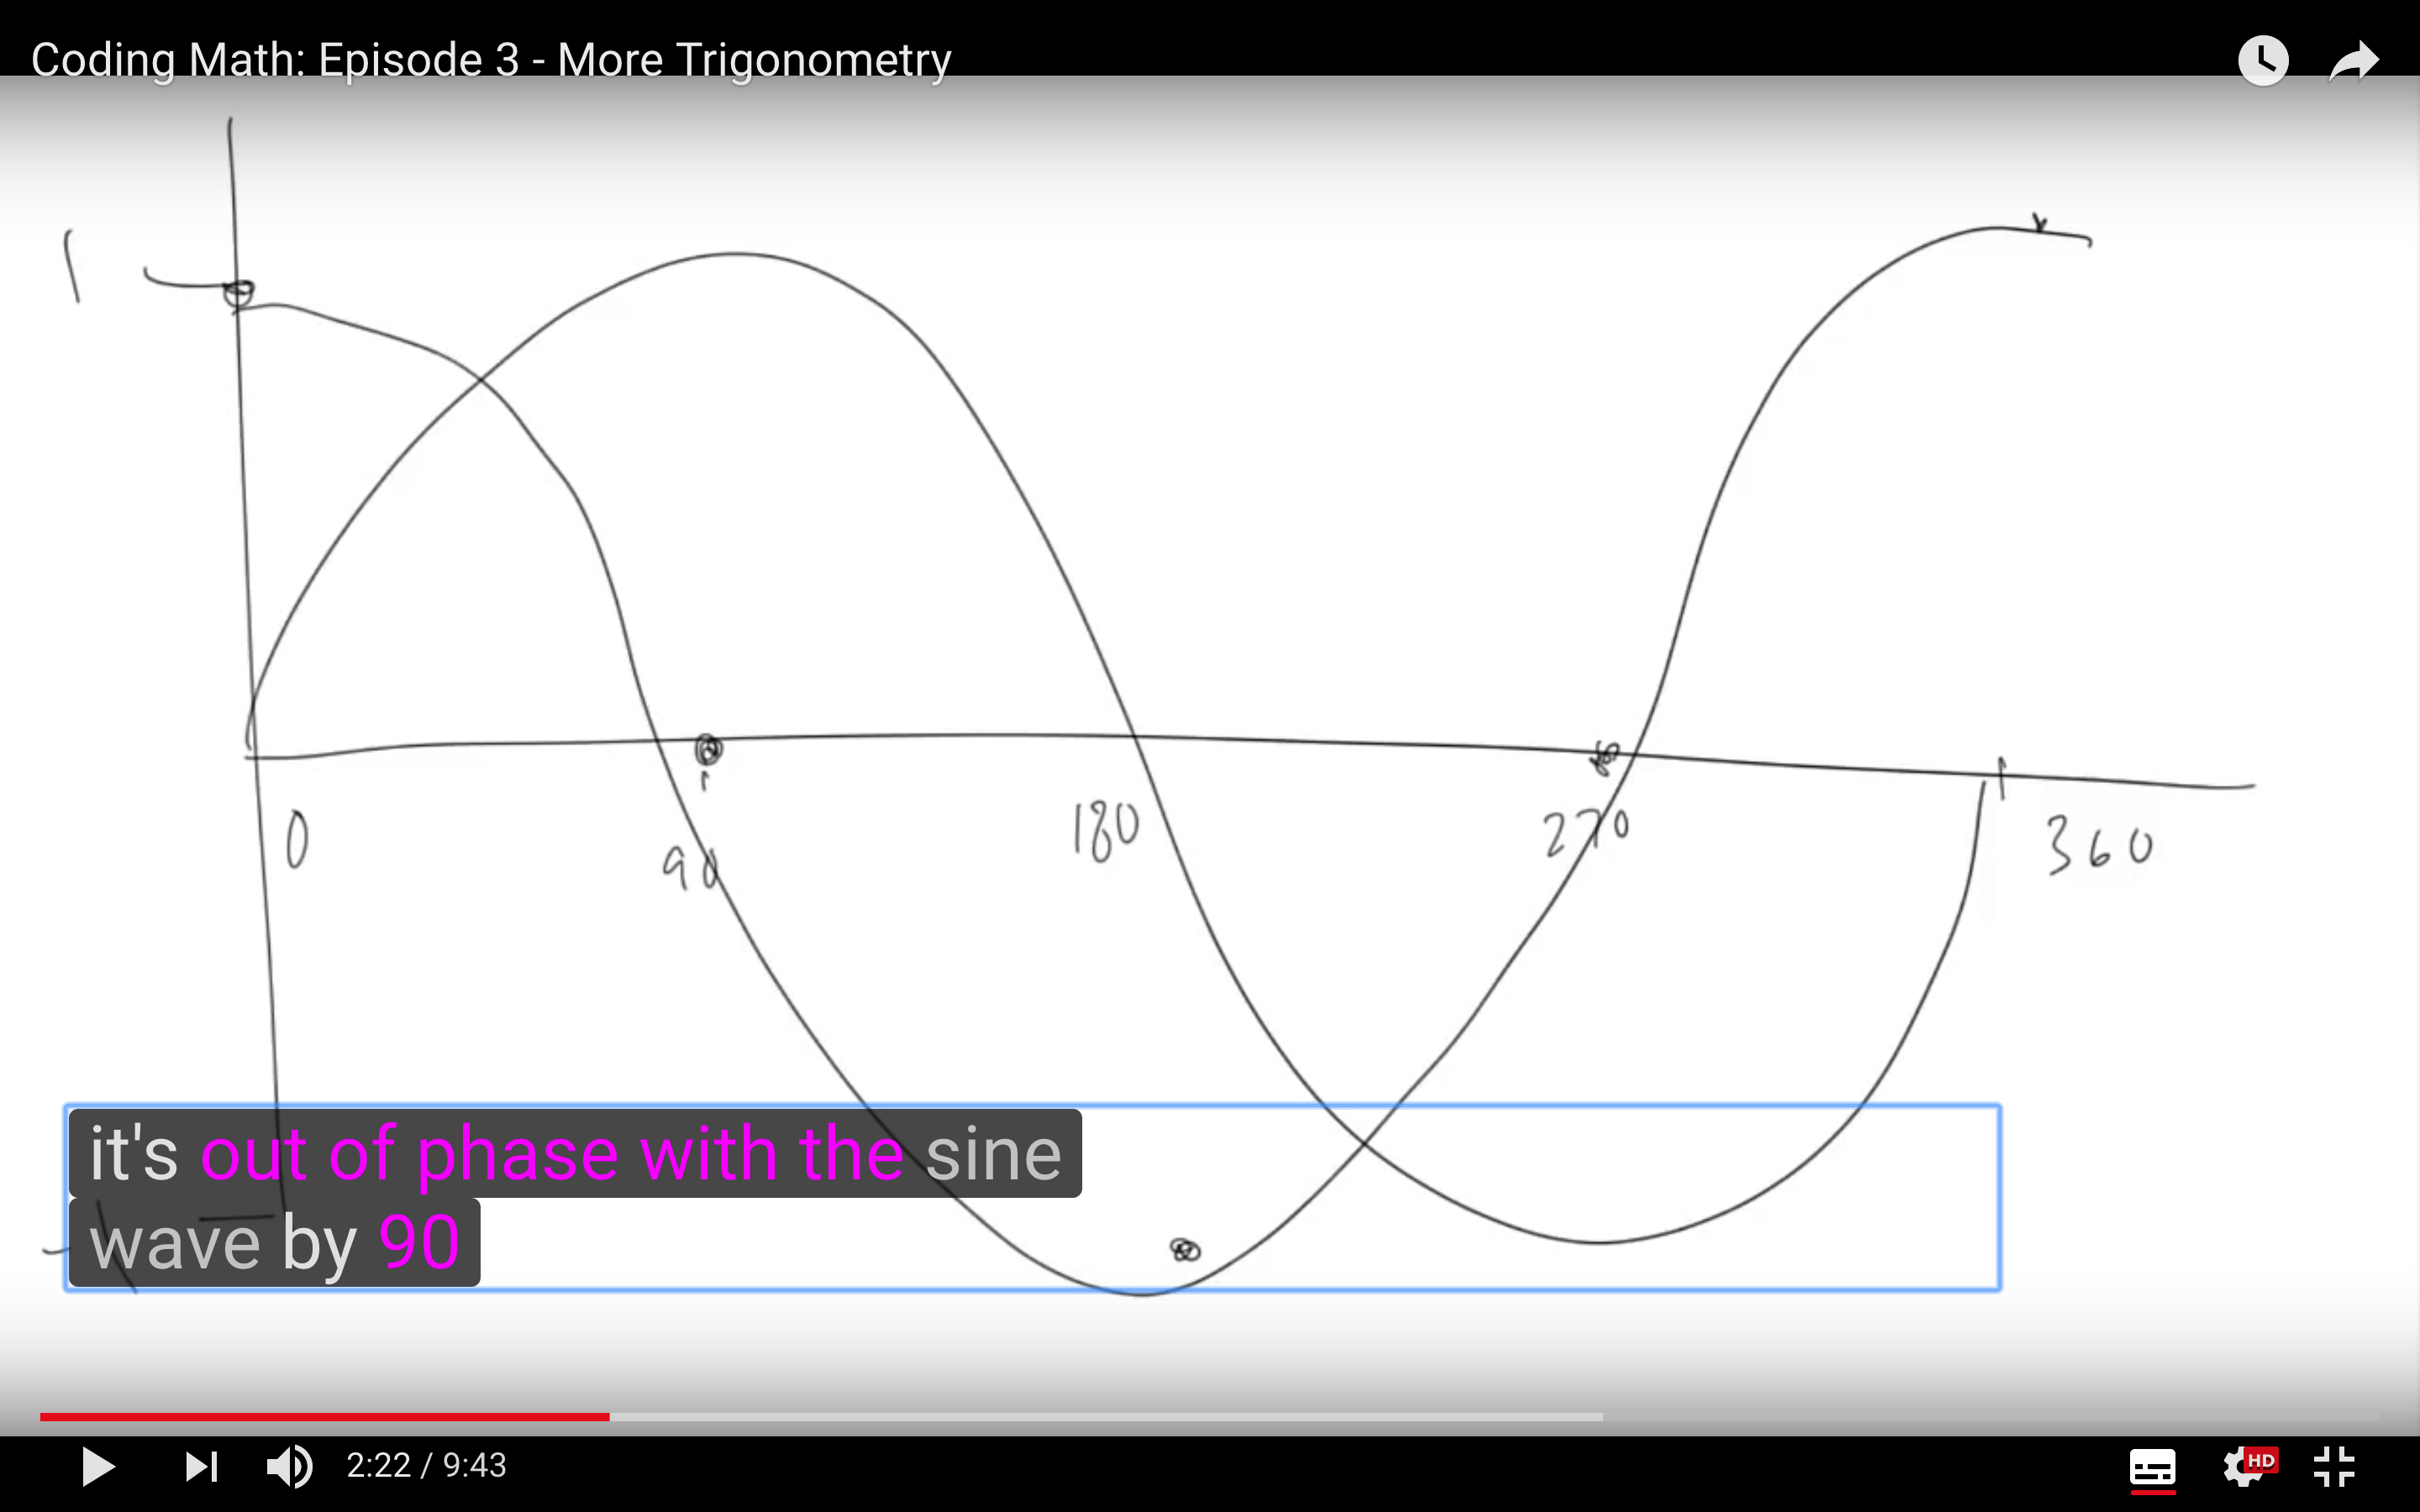 Coding Math: Episode 3 - More Trigonometry
1
0
90
180
270
360
it's out of phase with the sine
wave by 90
2:22 / 9:43
HD